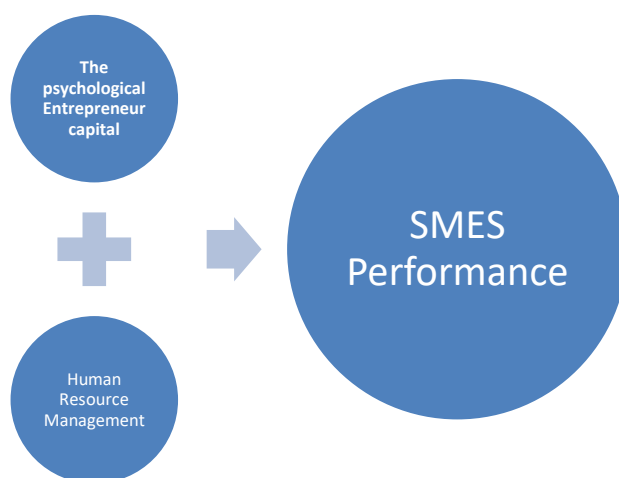 The
psychological
Entrepreneur
capital
Human
Resource
Management
SMES
Performance